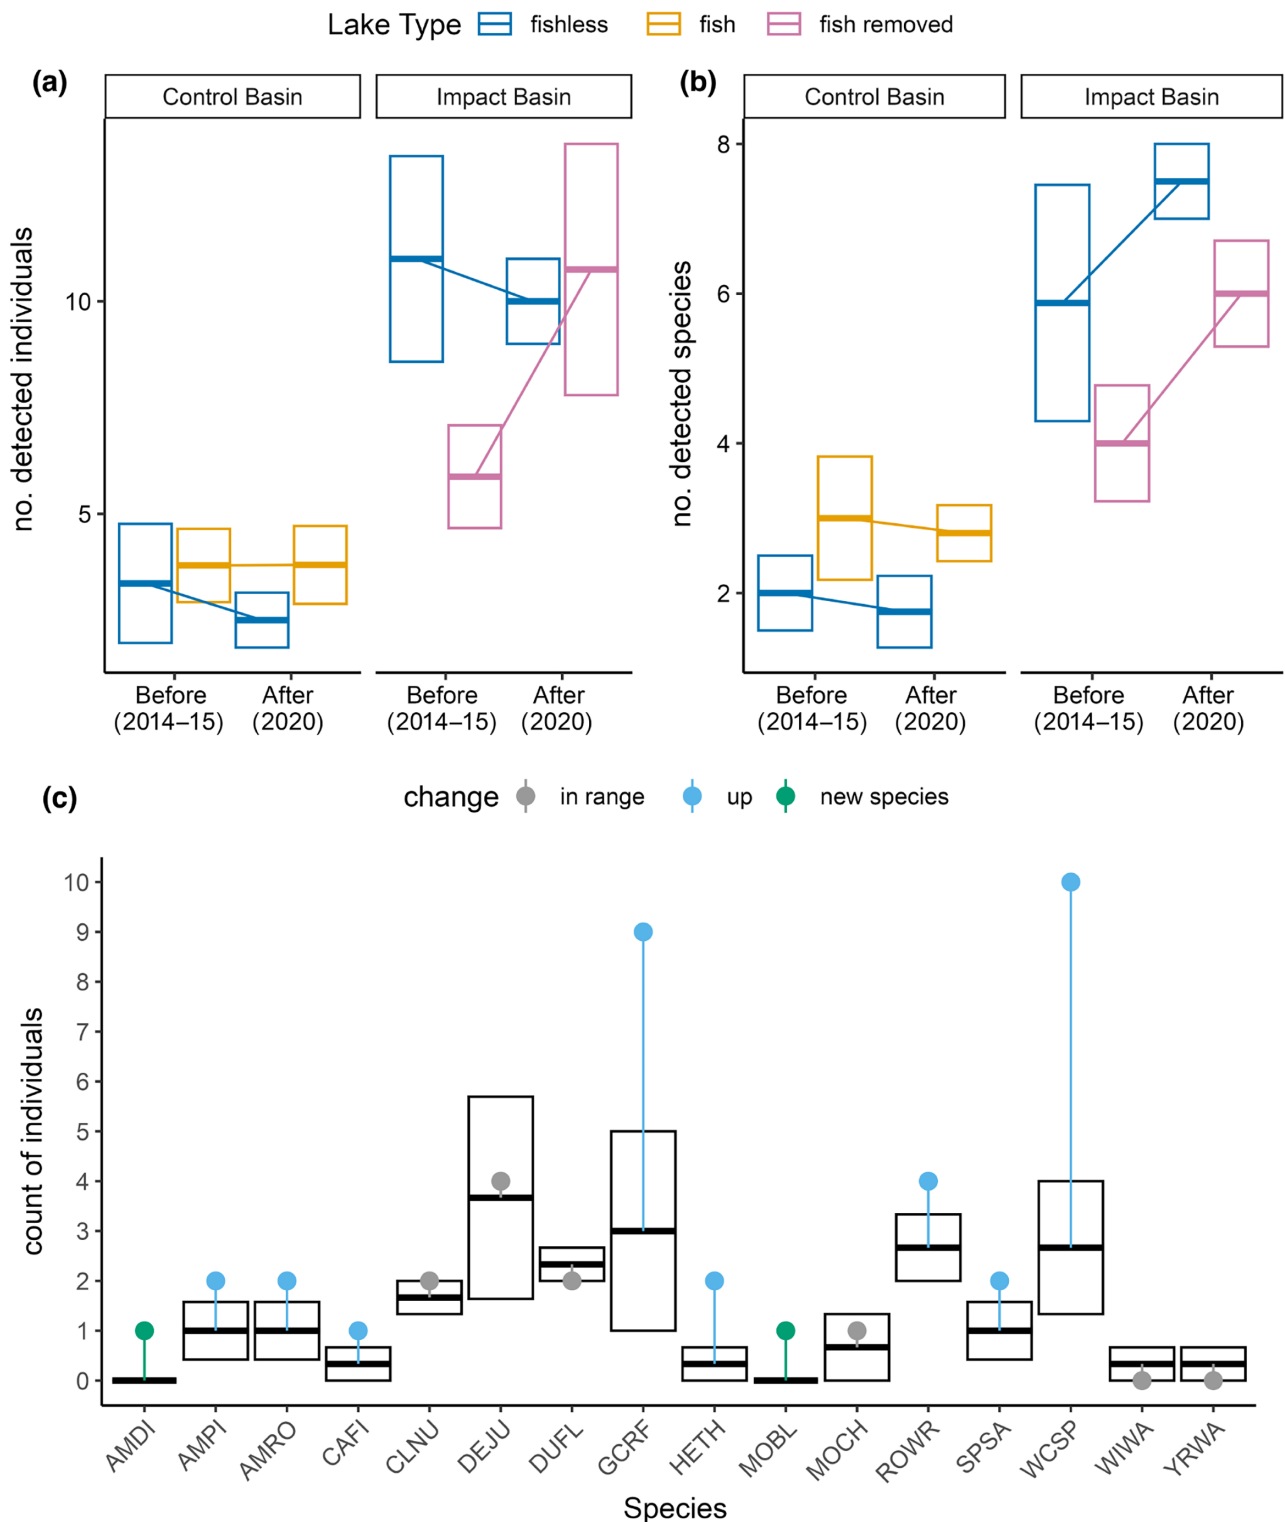 Lake Type fishless fish fish removed
(a)
Control Basin Impact Basin
no. detected individuals
10
5
Before (2014–15) After (2020) Before (2014–15) After (2020)
(b)
Control Basin Impact Basin
no. detected species
8
6
4
2
Before (2014–15) After (2020) Before (2014–15) After (2020)
(c)
change in range up new species
count of individuals
10
9
8
7
6
5
4
3
2
1
0
AMDI AMPI AMRO CAFI CLNU DEJU DUFL GCRF HETH MOBL MOCH ROWR SPSA WCSP WIWA YRWA
Species